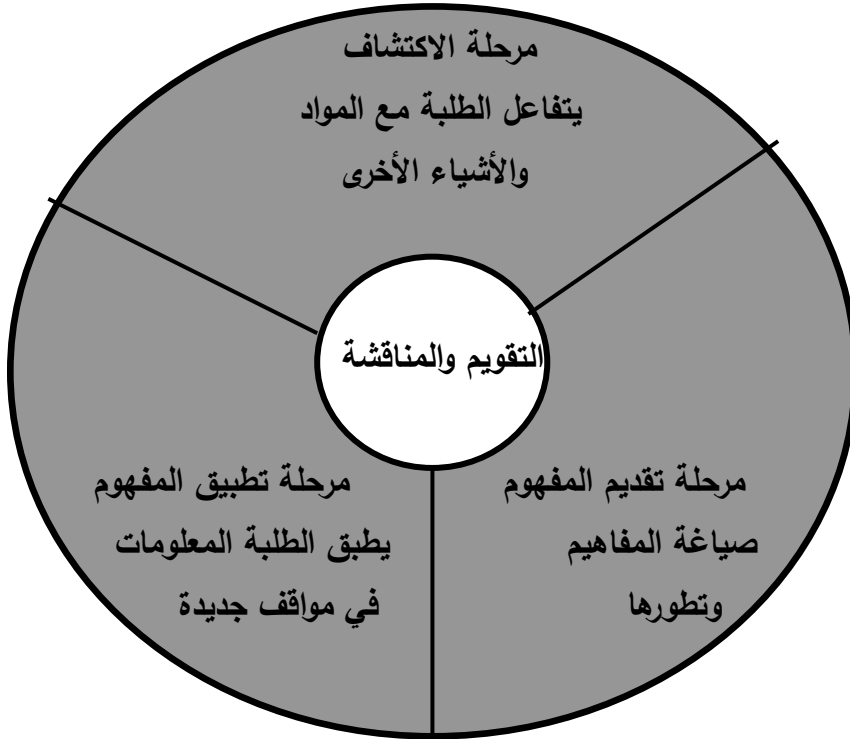 مرحلة الاكتشاف
يتفاعل الطلبة مع المواد
والأشياء الأخرى
التقويم والمناقشة
مرحلة تقديم المفهوم
صياغة المفاهيم
وتطورها
مرحلة تطبيق المفهوم
يطبق الطلبة المعلومات
في مواقف جديدة